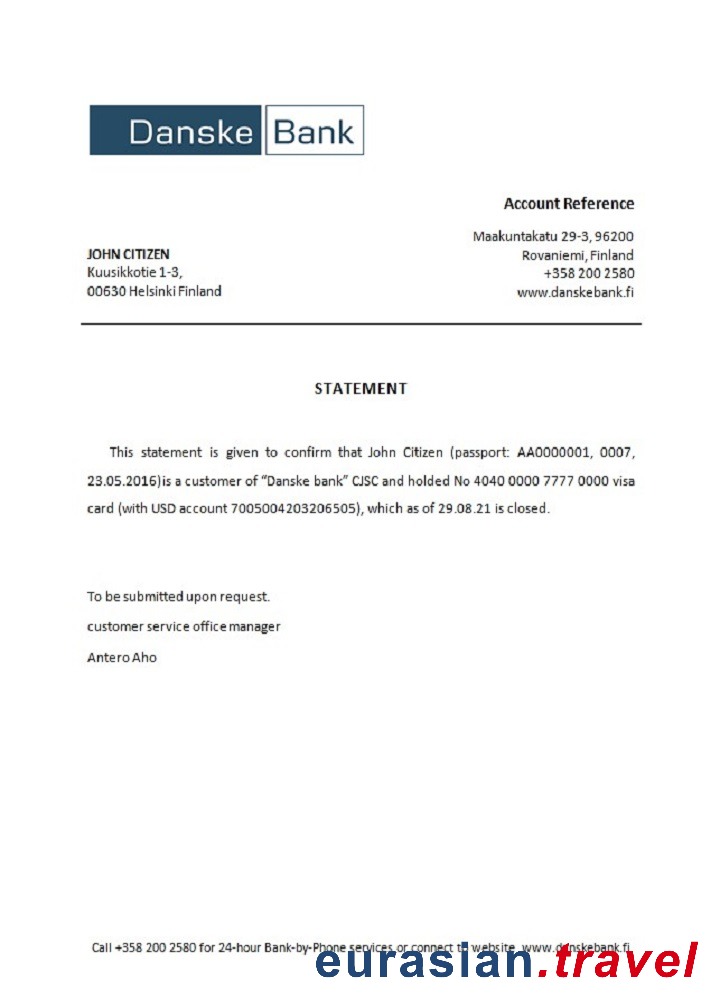 Danske Bank
Account Reference
Maakuntakatu 29-3, 96200
Rovaniemi, Finland
+358 200 2580
www.danskebank.fi
JOHN CITIZEN
Kuusikkotie 1-3,
00630 Helsinki Finland
STATEMENT
This statement is given to confirm that John Citizen (passport: AA0000001, 0007,
23.05.2016)is a customer of “Danske bank” CJSC and holded No 4040 0000 7777 0000 visa
card (with USD account 7005004203206505), which as of 29.08.21 is closed.
To be submitted upon request.
customer service office manager
Antero Aho
Call +358 200 2580 for 24-hour Bank-by-Phone services or connect to website www.danskebank.fi
eurasian.travel